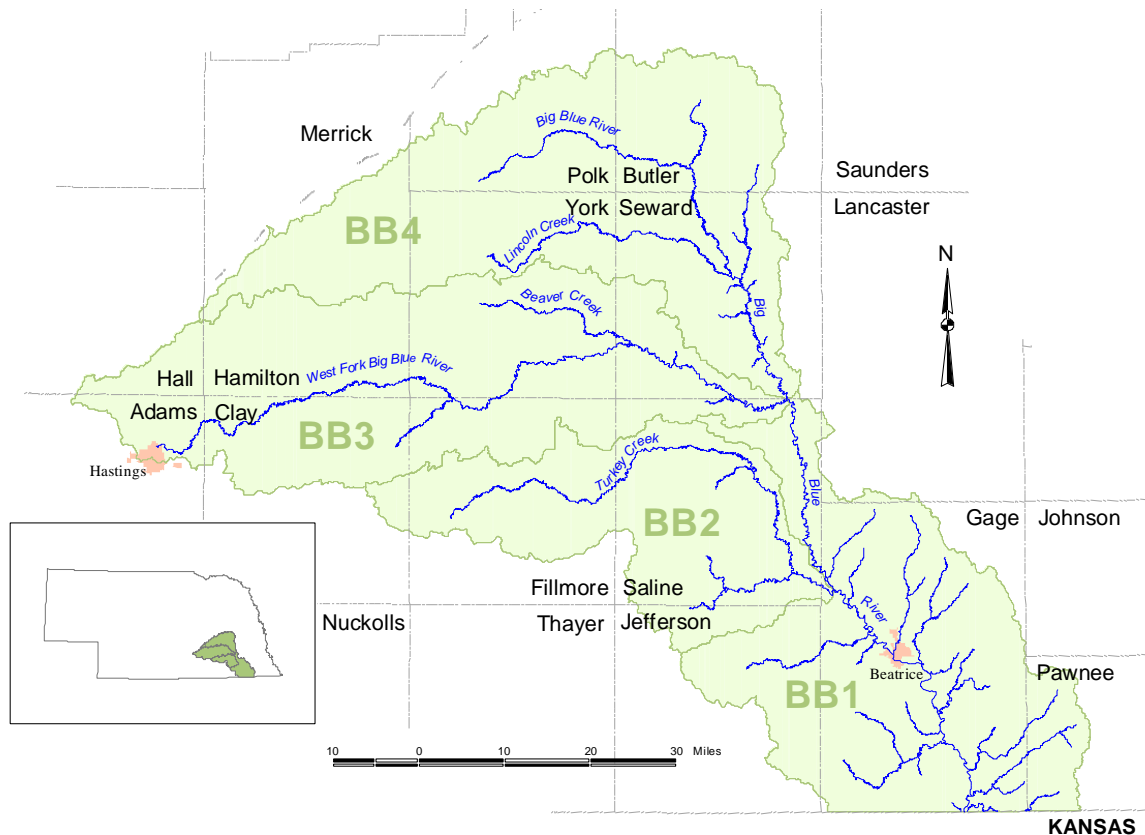 Merrick
Big Blue River
Polk Butler
Saunders
York Seward
Lancaster
BB4
Lincoln Creek
N
Beaver Creek
Big
West Fork Big Blue River
Hall Hamilton
Adams Clay
BB3
Hastings
Turkey Creek
Blue
BB2
Gage Johnson
Fillmore Saline
Nuckolls
Thayer Jefferson
River
Beatrice
Pawnee
BB1
10 0 10 20 30 Miles
KANSAS